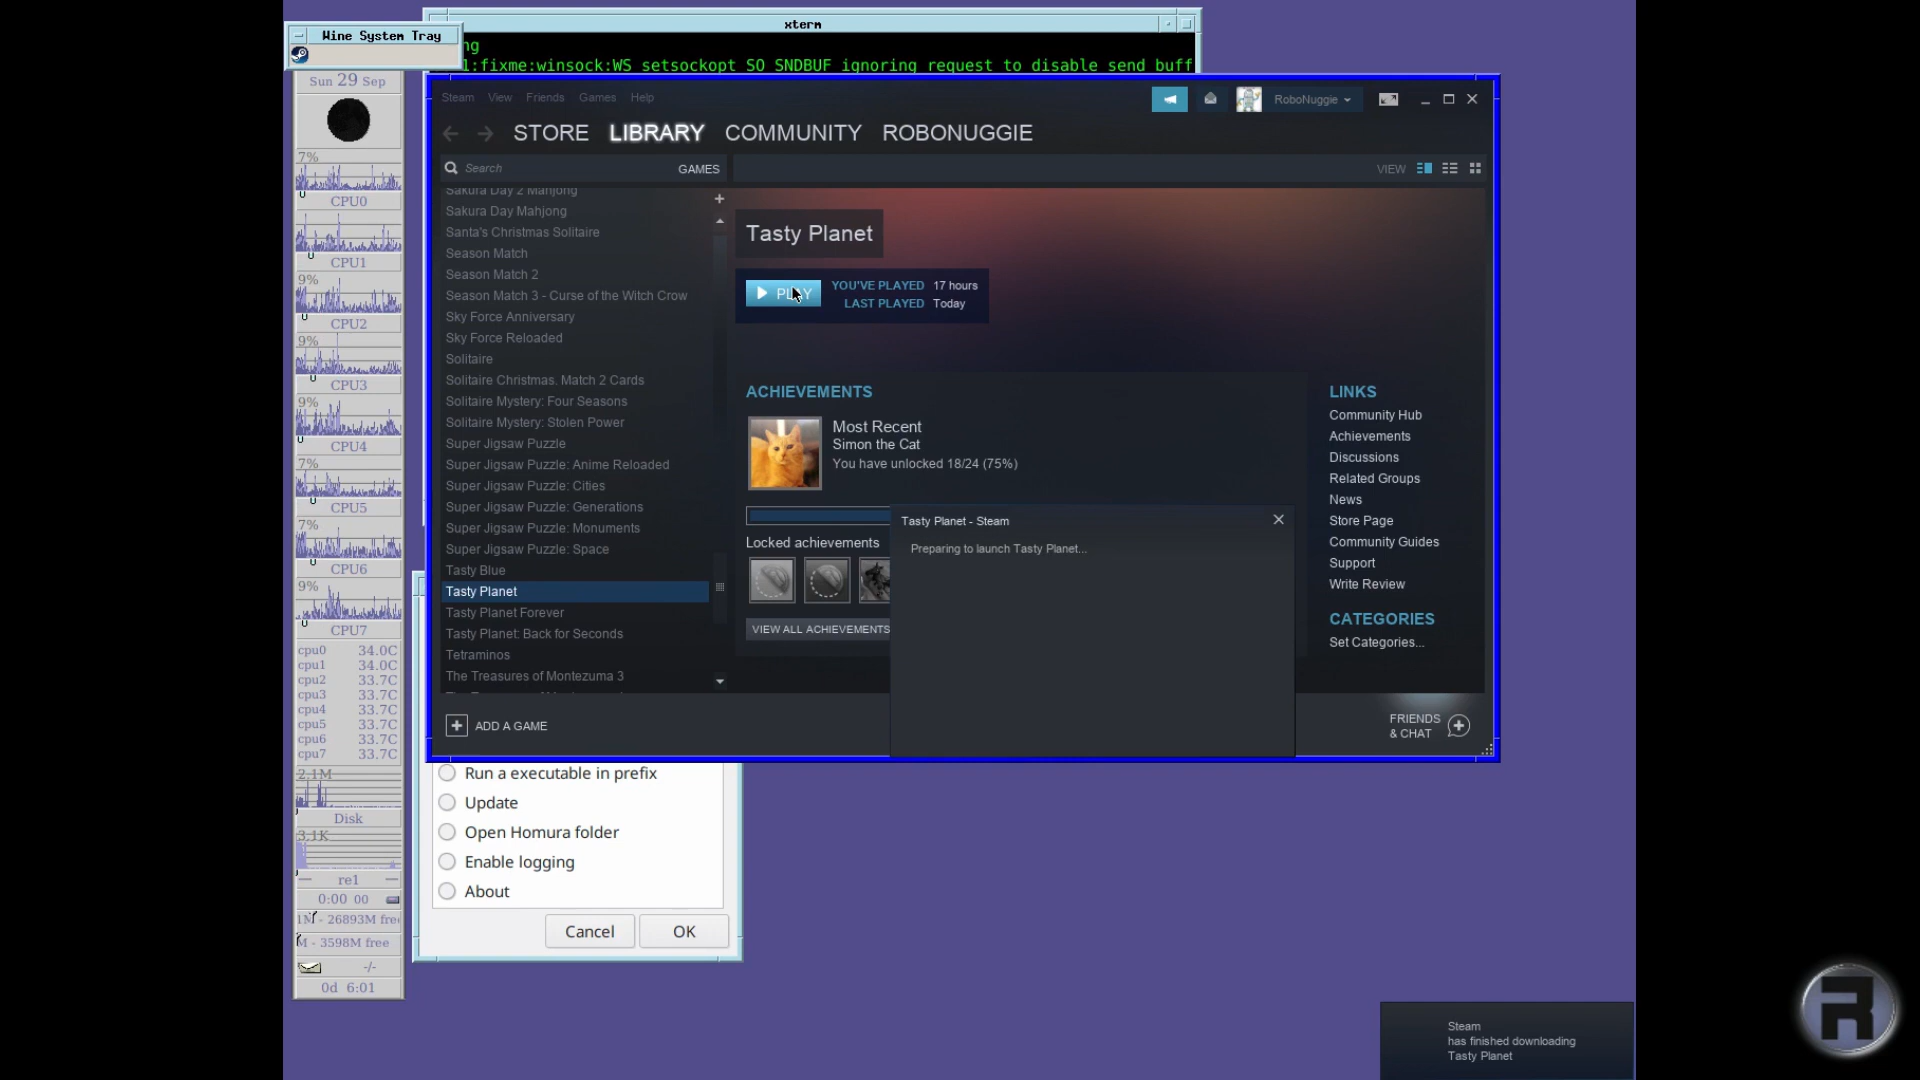 xterm
Wine System Tray
ng
1:fixme:winsock:WS setsockopt SO SNDBUF ignoring request to disable send buff
Sun 29 Sep
7%
CPU0
CPU1
9%
CPU2
9%
CPU3
9%
CPU4
7%
CPU5
7%
CPU6
9%
CPU7
cpu0 34.0C
cpu1 34.0C
cpu2 33.7C
cpu3 33.7C
cpu4 33.7C
cpu5 33.7C
cpu6 33.7C
cpu7 33.7C
2.1M
Disk
3.1K
re1
0:00 00
- 26893M free
M - 3598M free
-/-
0d 6:01
Steam View Friends Games Help
RoboNuggie
STORE LIBRARY COMMUNITY ROBONUGGIE
Search GAMES
VIEW
Sakura Day 2 Mahjong
Sakura Day Mahjong
Santa's Christmas Solitaire
Season Match
Season Match 2
Season Match 3 - Curse of the Witch Crow
Sky Force Anniversary
Sky Force Reloaded
Solitaire
Solitaire Christmas. Match 2 Cards
Solitaire Mystery: Four Seasons
Solitaire Mystery: Stolen Power
Super Jigsaw Puzzle
Super Jigsaw Puzzle: Anime Reloaded
Super Jigsaw Puzzle: Cities
Super Jigsaw Puzzle: Generations
Super Jigsaw Puzzle: Monuments
Super Jigsaw Puzzle: Space
Tasty Blue
Tasty Planet
Tasty Planet Forever
Tasty Planet: Back for Seconds
Tetraminos
The Treasures of Montezuma 3
ADD A GAME
Tasty Planet
PLAY
YOU'VE PLAYED 17 hours
LAST PLAYED Today
ACHIEVEMENTS
Most Recent
Simon the Cat
You have unlocked 18/24 (75%)
Locked achievements
VIEW ALL ACHIEVEMENTS
Tasty Planet - Steam
Preparing to launch Tasty Planet...
LINKS
Community Hub
Achievements
Discussions
Related Groups
News
Store Page
Community Guides
Support
Write Review
CATEGORIES
Set Categories...
FRIENDS
& CHAT
Run a executable in prefix
Update
Open Homura folder
Enable logging
About
Cancel OK
Steam
has finished downloading
Tasty Planet
R